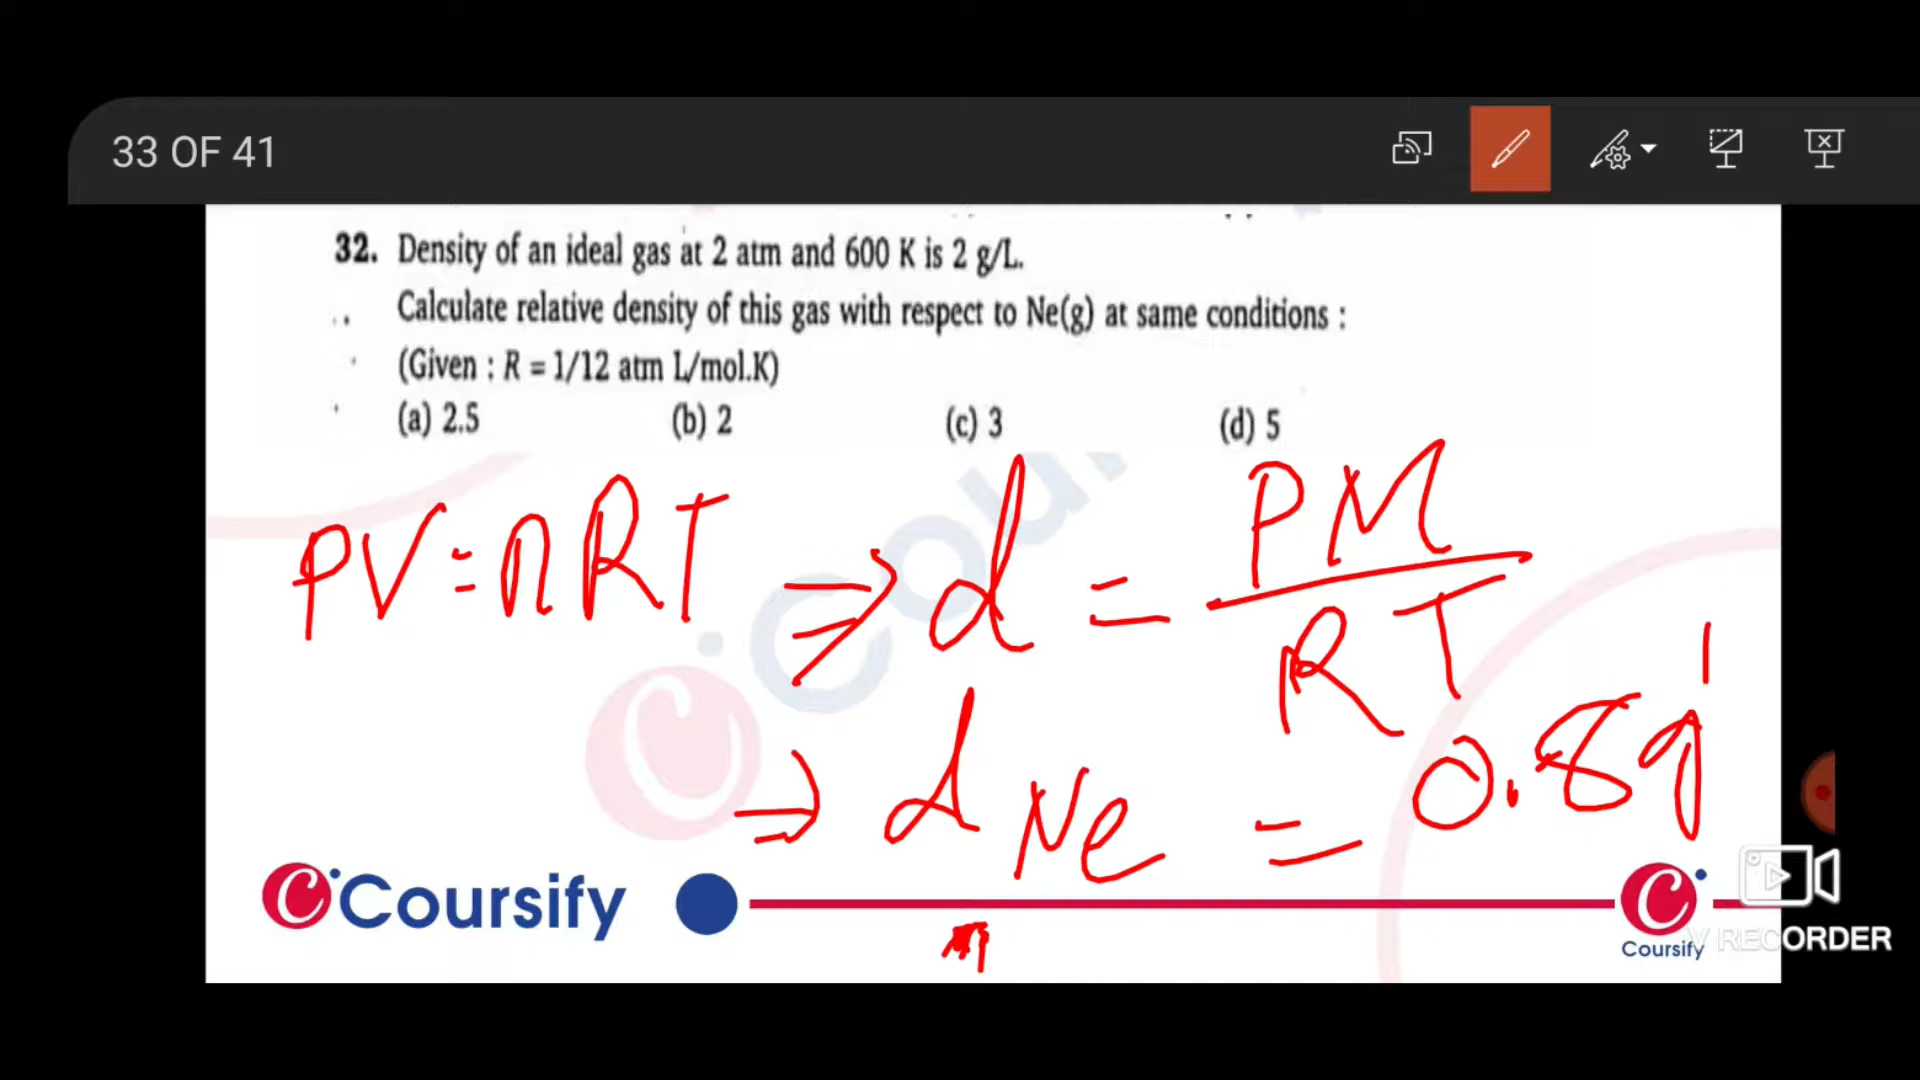 33 OF 41
32. Density of an ideal gas at 2 atm and 600 K is 2 g/L.
Calculate relative density of this gas with respect to Ne(g) at same conditions :
(Given : R = 1/12 atm L/mol.K)
(a) 2.5 (b) 2 (c) 3 (d) 5
PV = nRT ⇒ d = PM / RT
⇒ d Ne = 0.8g
Coursify
Coursify
V RECORDER